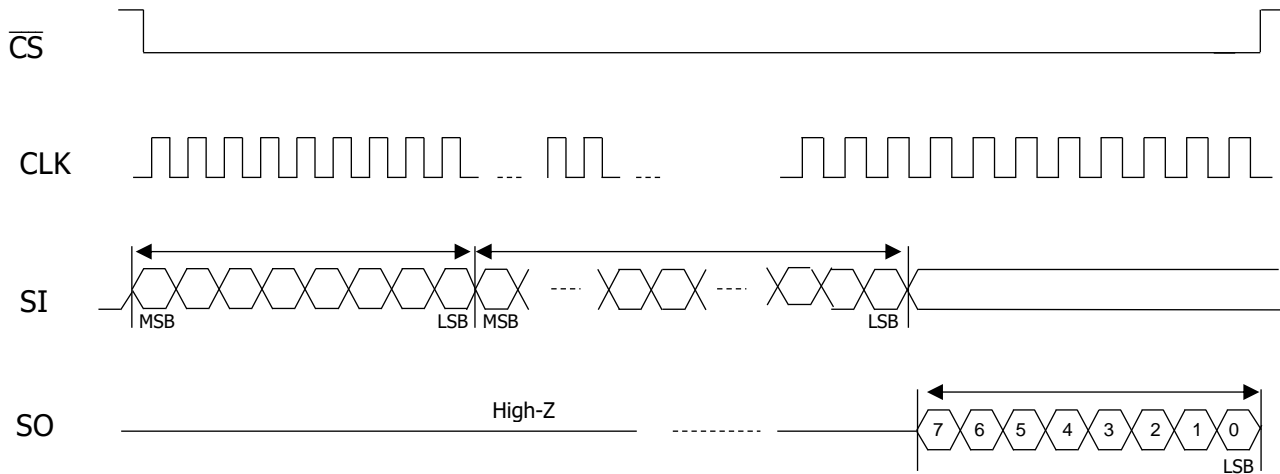 CS
CLK
SI
MSB LSB MSB LSB
High-Z
SO
7 6 5 4 3 2 1 0
LSB